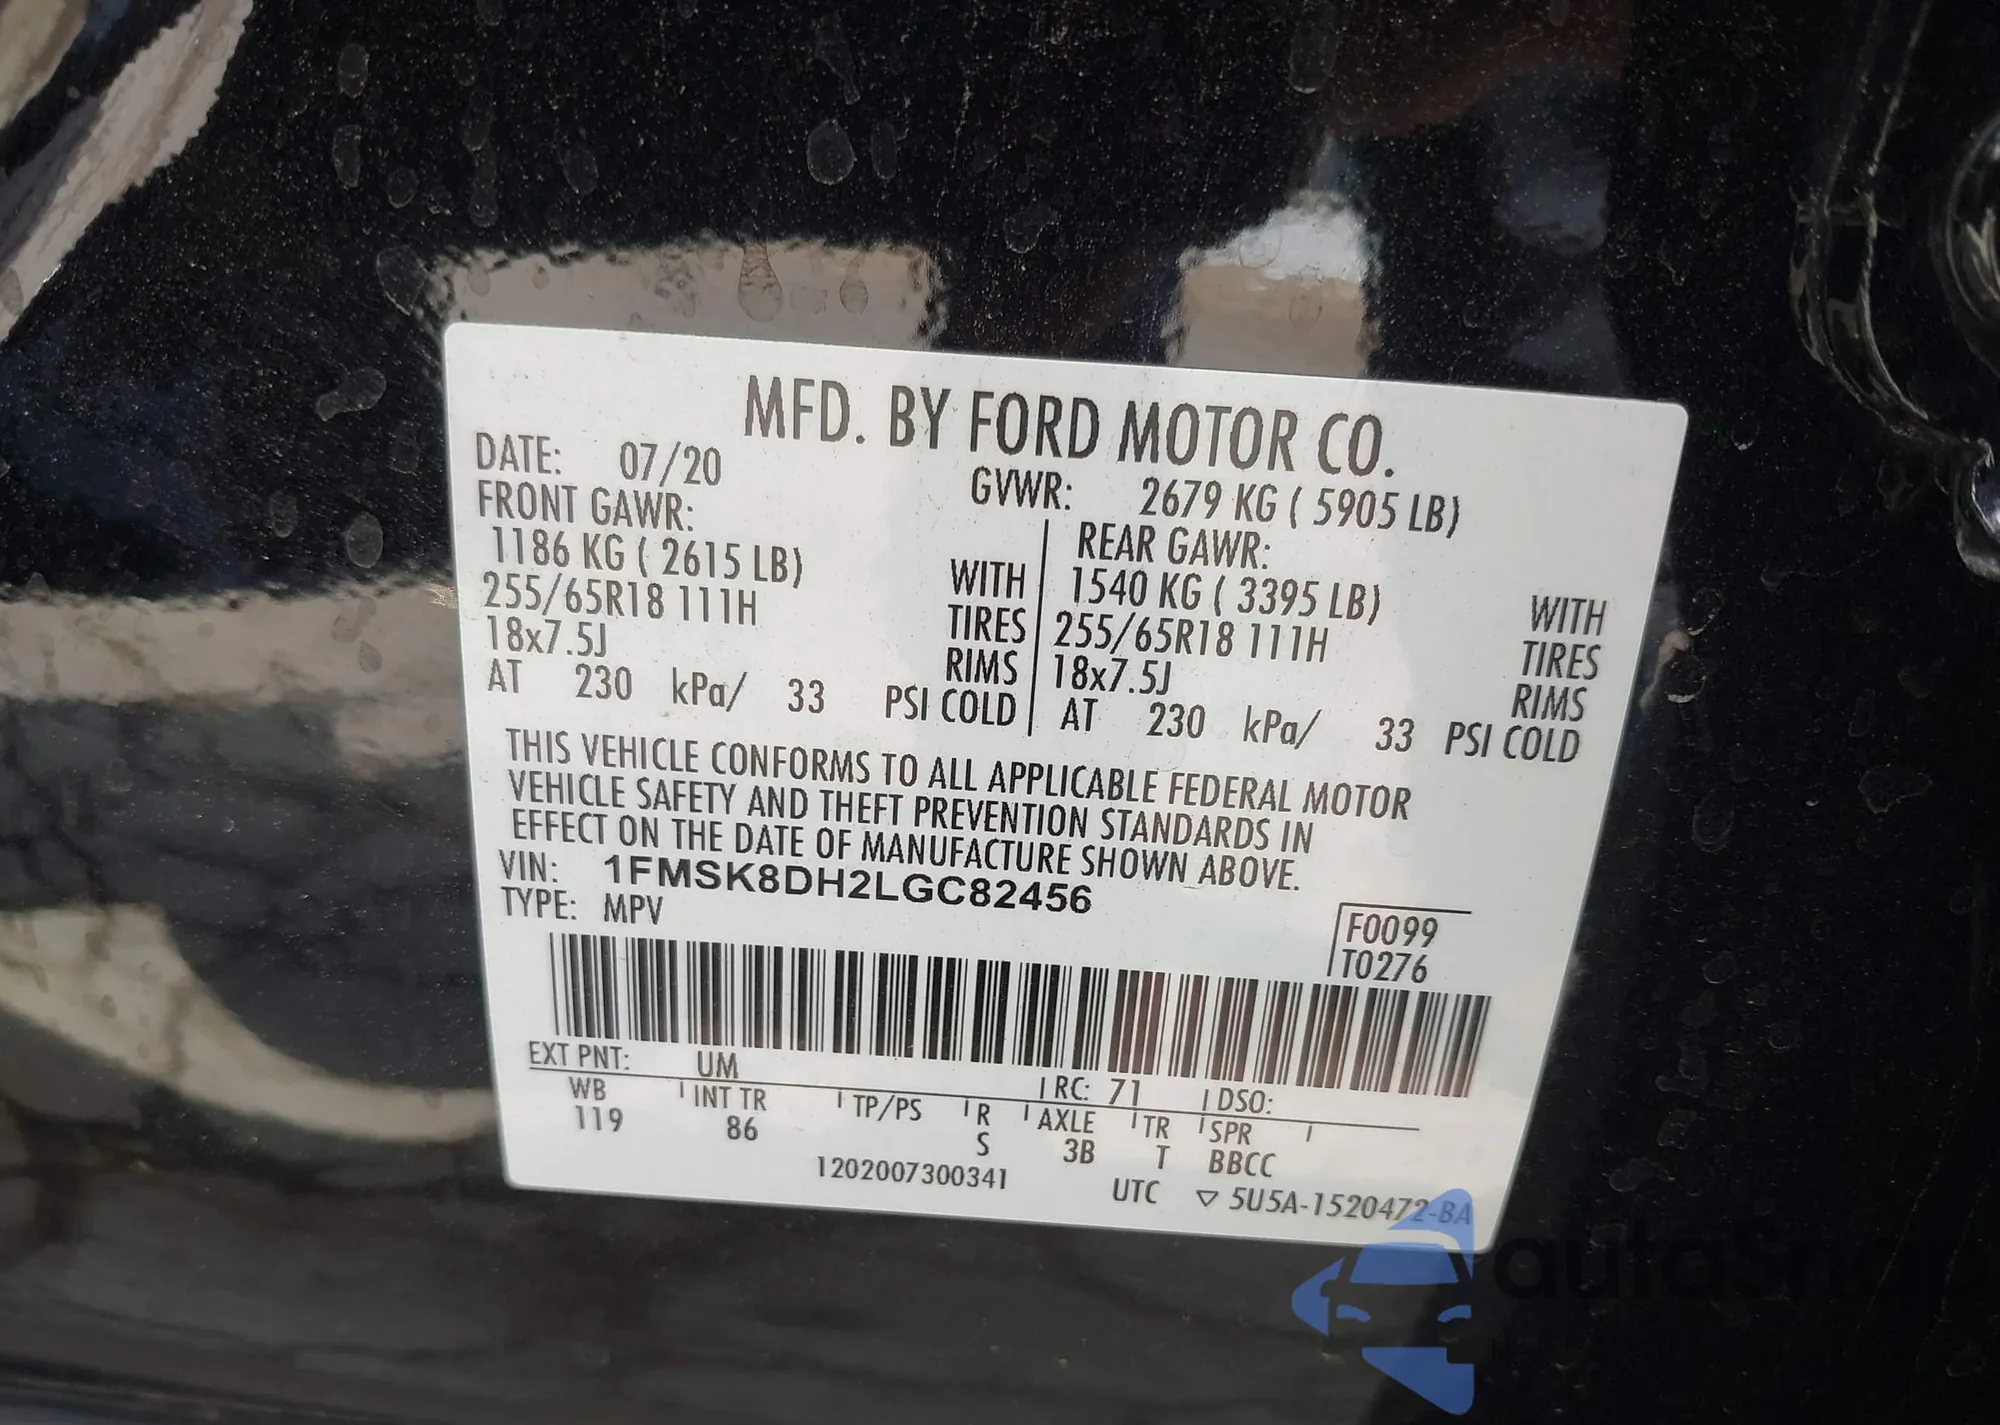 MFD. BY FORD MOTOR CO.
DATE: 07/20 GVWR: 2679 KG ( 5905 LB)
FRONT GAWR: REAR GAWR:
1186 KG ( 2615 LB) WITH 1540 KG ( 3395 LB) WITH
255/65R18 111H TIRES 255/65R18 111H TIRES
18x7.5J RIMS 18x7.5J RIMS
AT 230 kPa/ 33 PSI COLD AT 230 kPa/ 33 PSI COLD
THIS VEHICLE CONFORMS TO ALL APPLICABLE FEDERAL MOTOR
VEHICLE SAFETY AND THEFT PREVENTION STANDARDS IN
EFFECT ON THE DATE OF MANUFACTURE SHOWN ABOVE.
VIN: 1FMSK8DH2LGC82456
TYPE: MPV
F0099
T0276
EXT PNT: UM RC: 71 DSO:
WB INT TR TP/PS R AXLE TR SPR
119 86 S 3B T BBCC
1202007300341 UTC ▽ 5U5A-1520472-BA
autoSnap